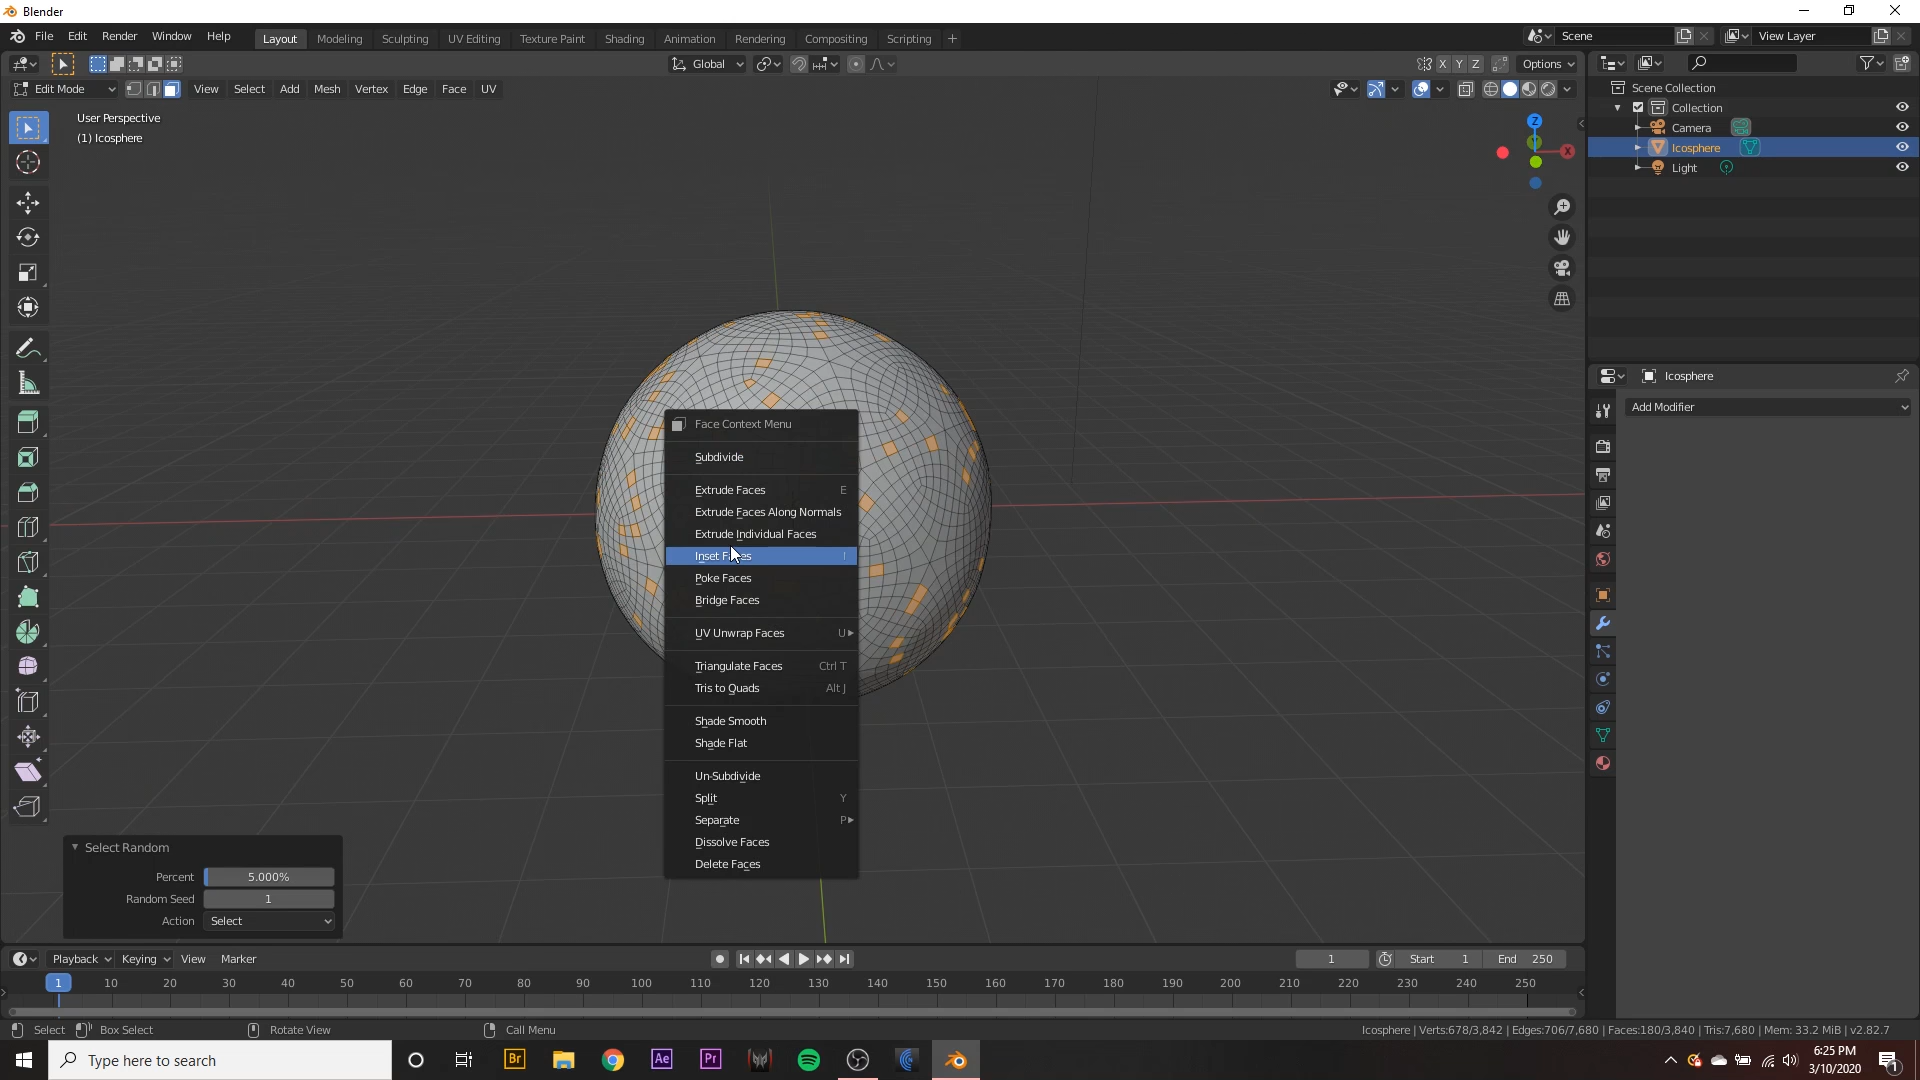 Blender
File Edit Render Window Help
Layout Modeling Sculpting UV Editing Texture Paint Shading Animation Rendering Compositing Scripting +
Scene
View Layer
Global
X Y Z
Options
Edit Mode
View Select Add Mesh Vertex Edge Face UV
User Perspective
(1) Icosphere
Z
X
Scene Collection
Collection
Camera
Icosphere
Light
Icosphere
Add Modifier
Face Context Menu
Subdivide
Extrude Faces E
Extrude Faces Along Normals
Extrude Individual Faces
Inset Faces I
Poke Faces
Bridge Faces
UV Unwrap Faces U
Triangulate Faces Ctrl T
Tris to Quads Alt J
Shade Smooth
Shade Flat
Un-Subdivide
Split Y
Separate P
Dissolve Faces
Delete Faces
Select Random
Percent 5.000%
Random Seed 1
Action Select
Playback Keying View Marker
1
Start 1
End 250
1 10 20 30 40 50 60 70 80 90 100 110 120 130 140 150 160 170 180 190 200 210 220 230 240 250
Select Box Select Rotate View Call Menu
Icosphere | Verts:678/3,842 | Edges:706/7,680 | Faces:180/3,840 | Tris:7,680 | Mem: 33.2 MiB | v2.82.7
Type here to search
Br
Ae
Pr
6:25 PM
3/10/2020
1